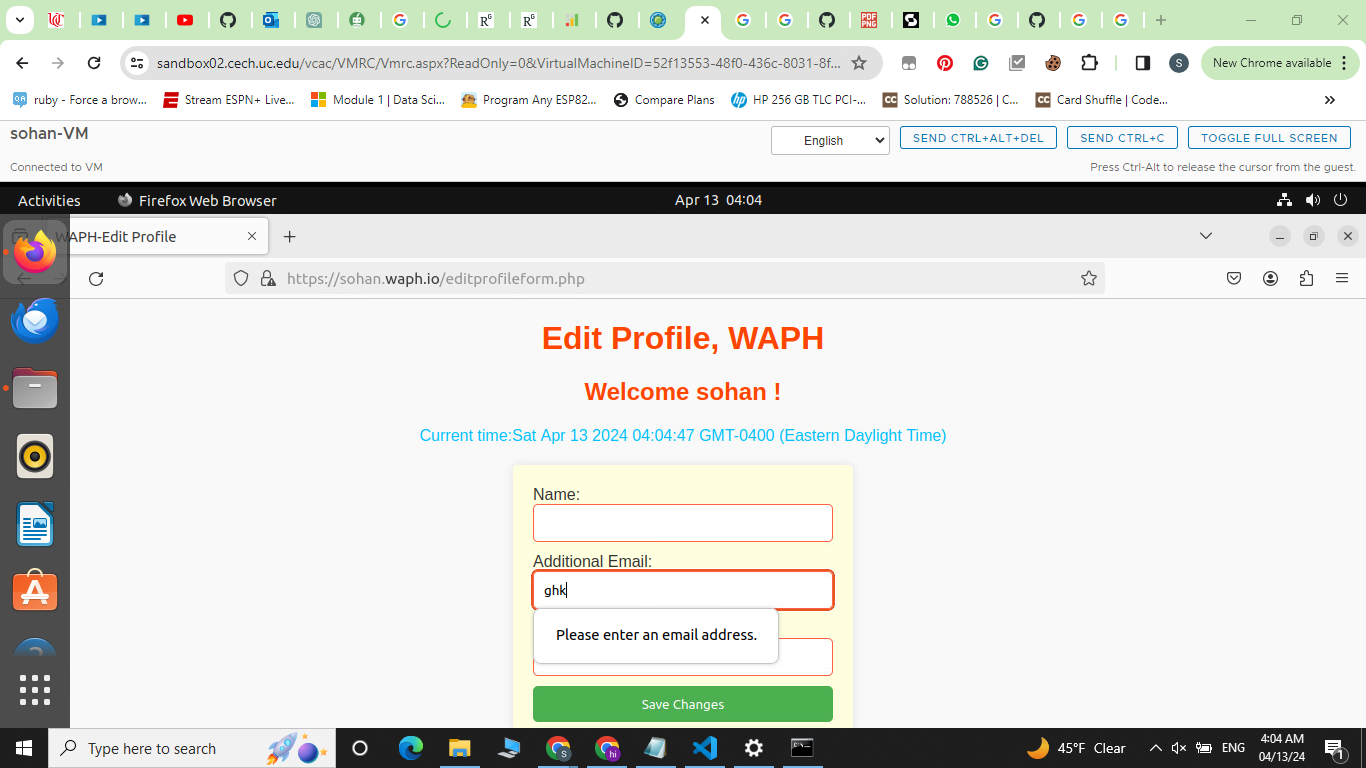 sandbox02.cech.uc.edu/vcac/VMRC/Vmrc.aspx?ReadOnly=0&VirtualMachineID=52f13553-48f0-436c-8031-8f...
S
New Chrome available
ruby - Force a brow...
Stream ESPN+ Live...
Module 1 | Data Sci...
Program Any ESP82...
Compare Plans
HP 256 GB TLC PCI-...
Solution: 788526 | C...
Card Shuffle | Code...
sohan-VM
English
SEND CTRL+ALT+DEL
SEND CTRL+C
TOGGLE FULL SCREEN
Connected to VM
Press Ctrl-Alt to release the cursor from the guest.
Activities
Firefox Web Browser
Apr 13 04:04
WAPH-Edit Profile
https://sohan.waph.io/editprofileform.php
Edit Profile, WAPH
Welcome sohan !
Current time:Sat Apr 13 2024 04:04:47 GMT-0400 (Eastern Daylight Time)
Name:
Additional Email:
ghk
Please enter an email address.
Save Changes
Type here to search
45°F Clear
ENG
4:04 AM
04/13/24
1